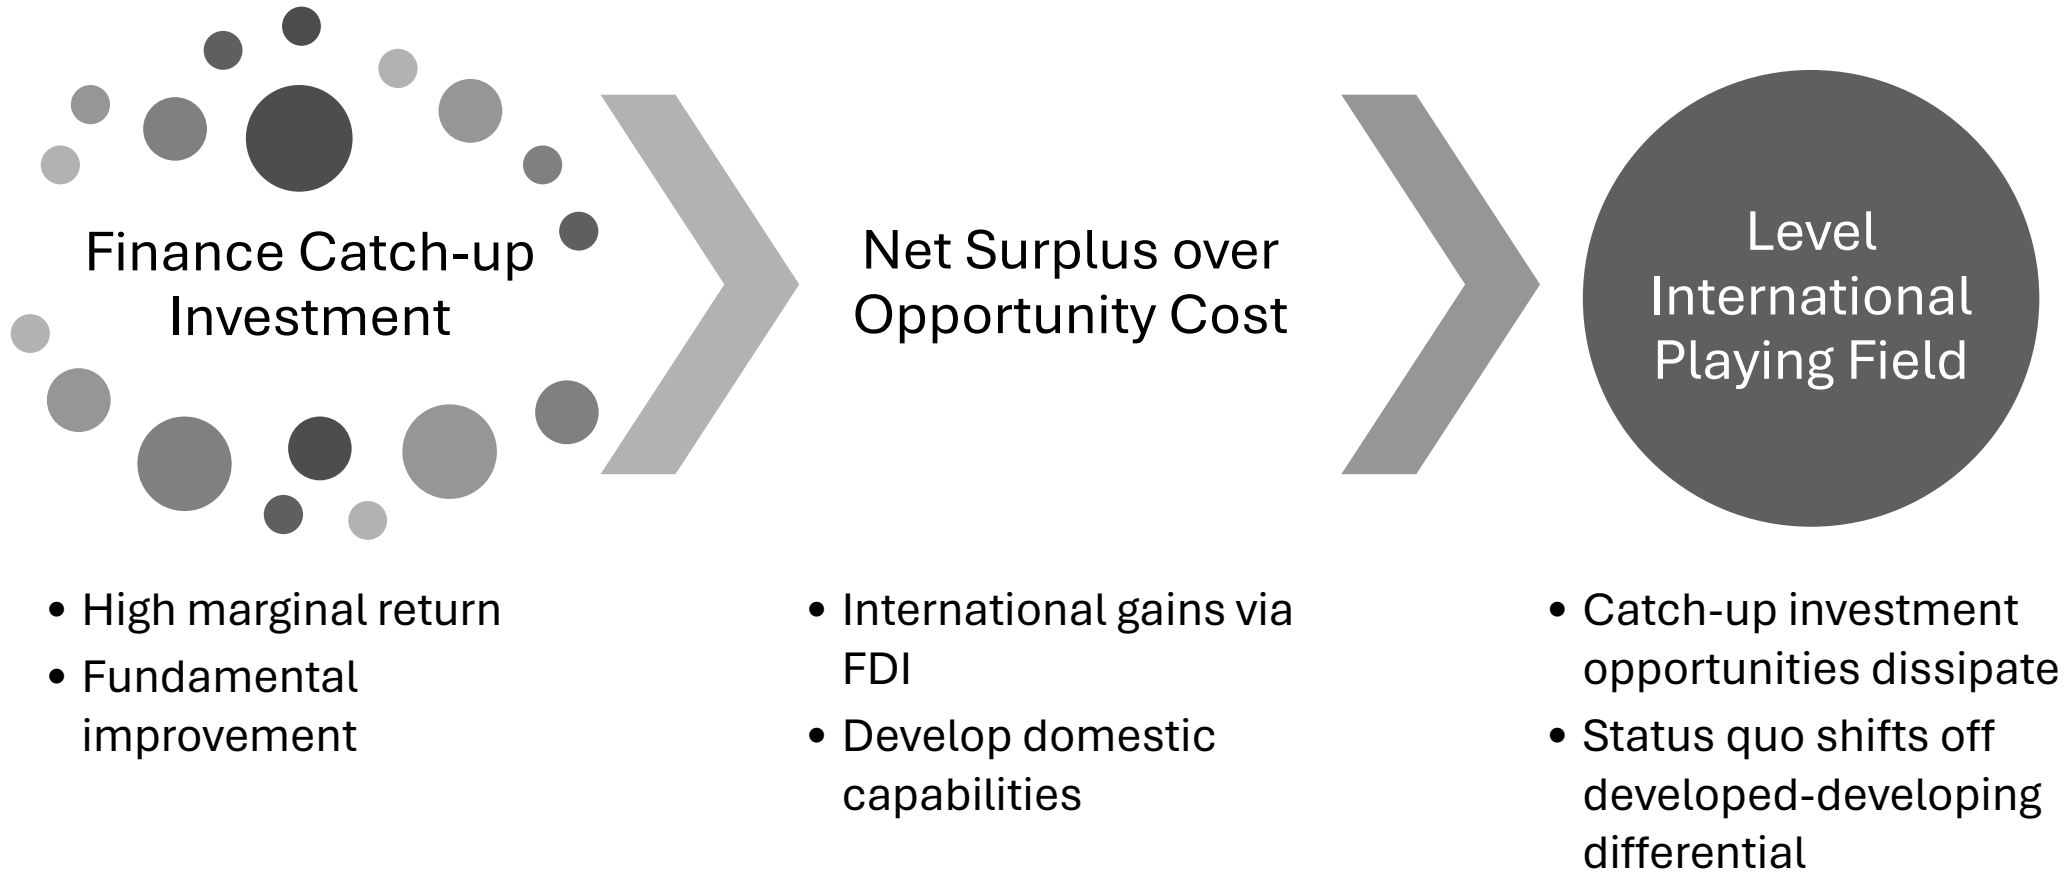 Finance Catch-up
Investment
Net Surplus over
Opportunity Cost
Level
International
Playing Field
• High marginal return
• Fundamental
improvement
• International gains via
FDI
• Develop domestic
capabilities
• Catch-up investment
opportunities dissipate
• Status quo shifts off
developed-developing
differential